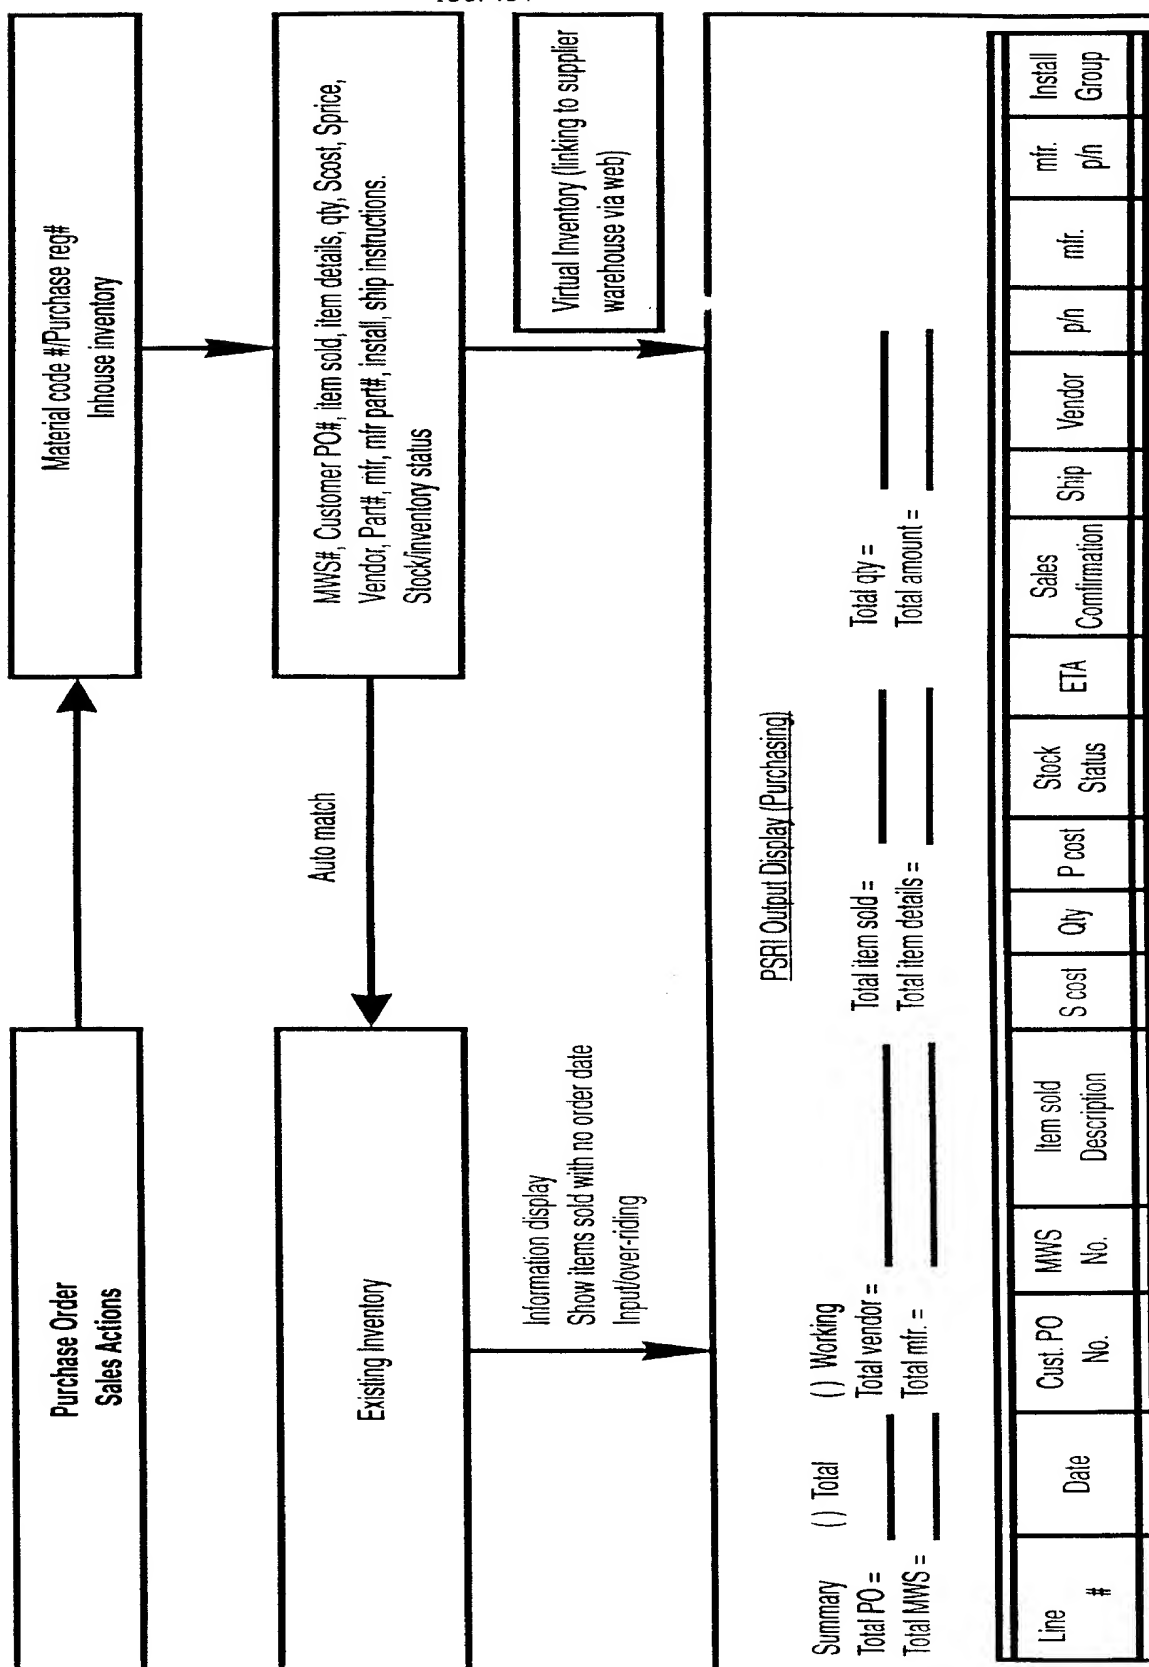 Purchase Order
Sales Actions
Material code #/Purchase reg#
Inhouse inventory
Auto match
Existing Inventory
MWS#, Customer PO#, item sold, item details, qty, Scost, Sprice,
Vendor, Part#, mfr, mfr part#, install, ship instructions.
Stock/inventory status
Information display
Show items sold with no order date
Input/over-riding
Virtual Inventory (linking to supplier
warehouse via web)
PSRI Output Display (Purchasing)
Summary ( ) Total ( ) Working
Total PO = Total vendor = Total item sold = Total qty =
Total MWS = Total mfr. = Total item details = Total amount =
Line # Date Cust. PO No. MWS No. Item sold Description S cost Qty P cost Stock Status ETA Sales Comfirmation Ship Vendor p/n mfr. mfr. p/n Install Group